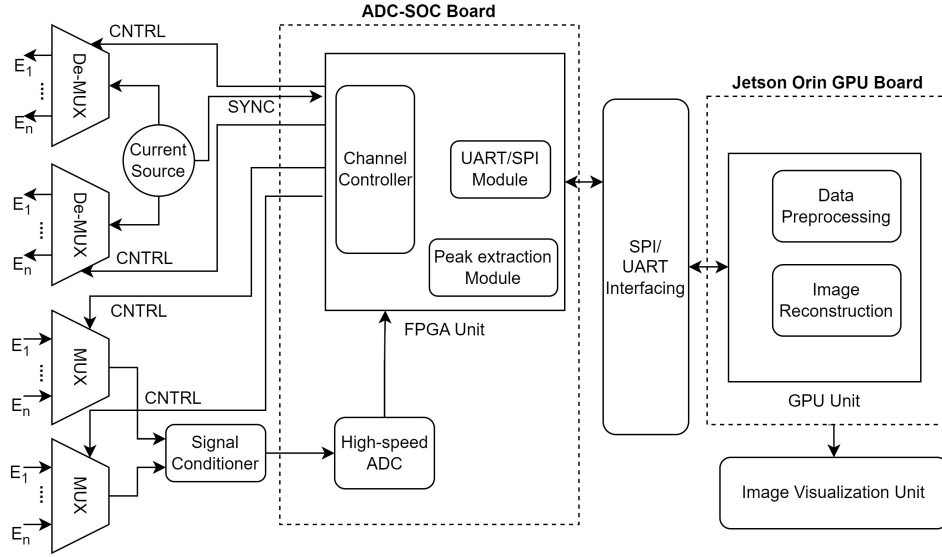 ADC-SOC Board
CNTRL
E1
....
En
De-MUX
SYNC
Current
Source
Channel
Controller
UART/SPI
Module
E1
....
En
De-MUX
CNTRL
Peak extraction
Module
FPGA Unit
CNTRL
E1
....
En
MUX
CNTRL
E1
....
En
MUX
Signal
Conditioner
High-speed
ADC
SPI/
UART
Interfacing
Jetson Orin GPU Board
Data
Preprocessing
Image
Reconstruction
GPU Unit
Image Visualization Unit